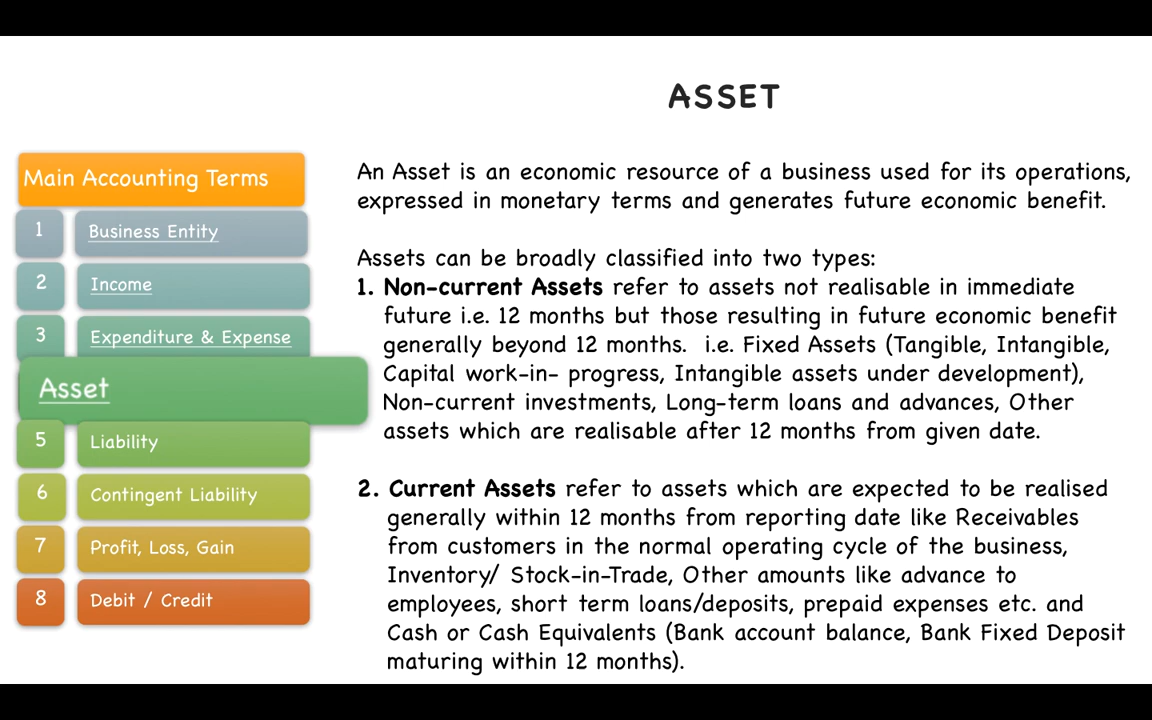 ASSET
Main Accounting Terms
1 Business Entity
2 Income
3 Expenditure & Expense
Asset
5 Liability
6 Contingent Liability
7 Profit, Loss, Gain
8 Debit / Credit
An Asset is an economic resource of a business used for its operations,
expressed in monetary terms and generates future economic benefit.
Assets can be broadly classified into two types:
1. Non-current Assets refer to assets not realisable in immediate
future i.e. 12 months but those resulting in future economic benefit
generally beyond 12 months. i.e. Fixed Assets (Tangible, Intangible,
Capital work-in- progress, Intangible assets under development),
Non-current investments, Long-term loans and advances, Other
assets which are realisable after 12 months from given date.
2. Current Assets refer to assets which are expected to be realised
generally within 12 months from reporting date like Receivables
from customers in the normal operating cycle of the business,
Inventory/ Stock-in-Trade, Other amounts like advance to
employees, short term loans/deposits, prepaid expenses etc. and
Cash or Cash Equivalents (Bank account balance, Bank Fixed Deposit
maturing within 12 months).